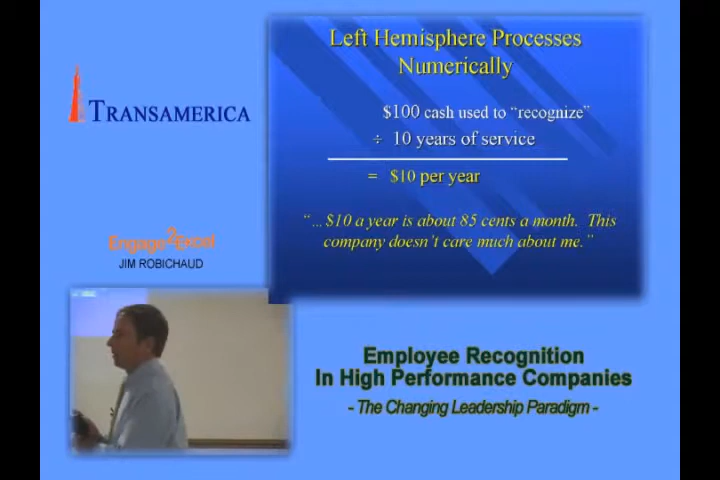 Left Hemisphere Processes
Numerically
TRANSAMERICA
$100 cash used to “recognize”
÷ 10 years of service
= $10 per year
“…$10 a year is about 85 cents a month. This
company doesn’t care much about me.”
Engage2Excel
JIM ROBICHAUD
Employee Recognition
In High Performance Companies
- The Changing Leadership Paradigm -